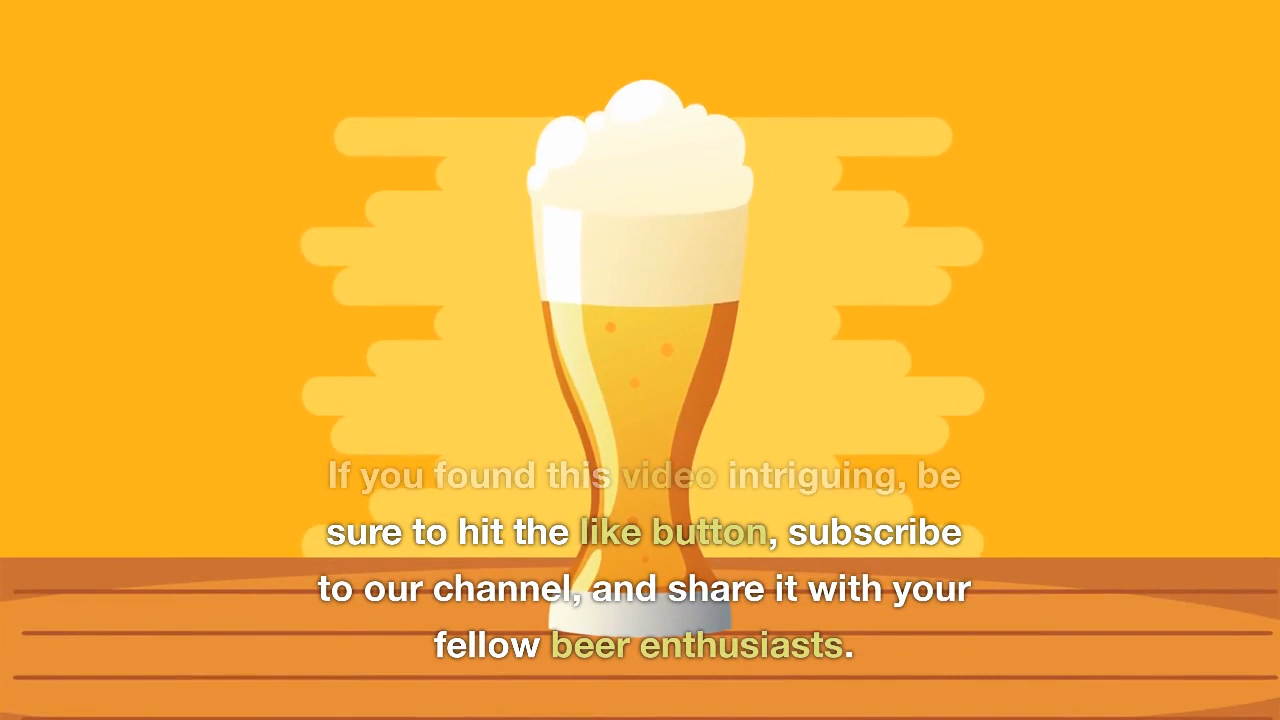 If you found this video intriguing, be
sure to hit the like button, subscribe
to our channel, and share it with your
fellow beer enthusiasts.